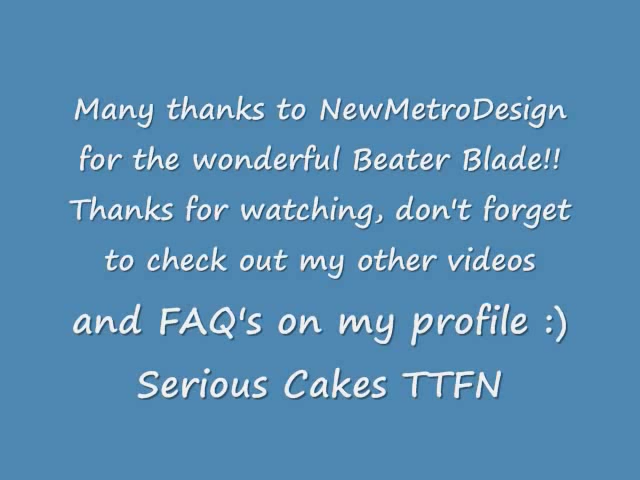 Many thanks to NewMetroDesign
for the wonderful Beater Blade!!
Thanks for watching, don't forget
to check out my other videos
and FAQ's on my profile :)
Serious Cakes TTFN